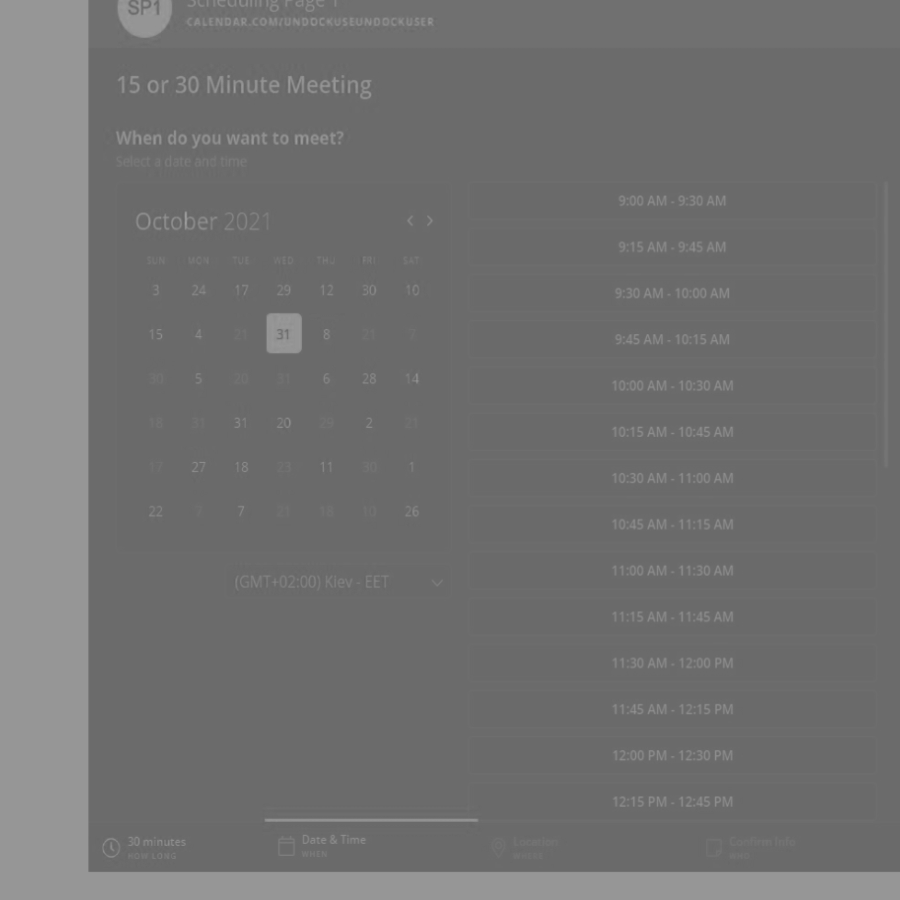 SP1
Scheduling Page 1
CALENDAR.COM/UNDOCKUSEUNDOCKUSER
15 or 30 Minute Meeting
When do you want to meet?
Select a date and time
October 2021
SUN MON TUE WED THU FRI SAT
3 24 17 29 12 30 10
15 4 21 31 8 21 7
30 5 20 31 6 28 14
18 31 31 20 29 2
17 27 18 23 11 30 1
22 7 26
(GMT+02:00) Kiev - EET
9:00 AM - 9:30 AM
9:15 AM - 9:45 AM
9:30 AM - 10:00 AM
9:45 AM - 10:15 AM
10:00 AM - 10:30 AM
10:15 AM - 10:45 AM
10:30 AM - 11:00 AM
10:45 AM - 11:15 AM
11:00 AM - 11:30 AM
11:15 AM - 11:45 AM
11:30 AM - 12:00 PM
11:45 AM - 12:15 PM
12:00 PM - 12:30 PM
12:15 PM - 12:45 PM
30 minutes
HOW LONG
Date & Time
WHEN
Location
WHERE
Confirm Info